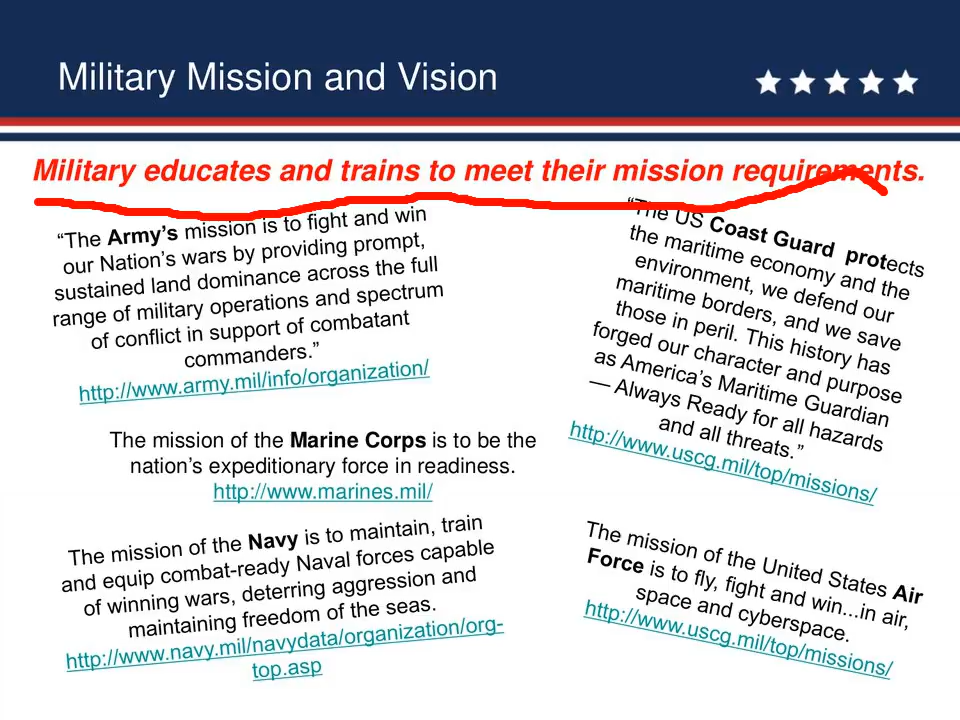 Military Mission and Vision
Military educates and trains to meet their mission requirements.
“The Army’s mission is to fight and win
our Nation’s wars by providing prompt,
sustained land dominance across the full
range of military operations and spectrum
of conflict in support of combatant
commanders.”
http://www.army.mil/info/organization/
The mission of the Marine Corps is to be the
nation’s expeditionary force in readiness.
http://www.marines.mil/
The mission of the Navy is to maintain, train
and equip combat-ready Naval forces capable
of winning wars, deterring aggression and
maintaining freedom of the seas.
http://www.navy.mil/navydata/organization/org-
top.asp
“The US Coast Guard  protects
the maritime economy and the
environment, we defend our
maritime borders, and we save
those in peril. This history has
forged our character and purpose
as America’s Maritime Guardian
— Always Ready for all hazards
and all threats.”
http://www.uscg.mil/top/missions/
The mission of the United States Air
Force is to fly, fight and win...in air,
space and cyberspace.
http://www.uscg.mil/top/missions/